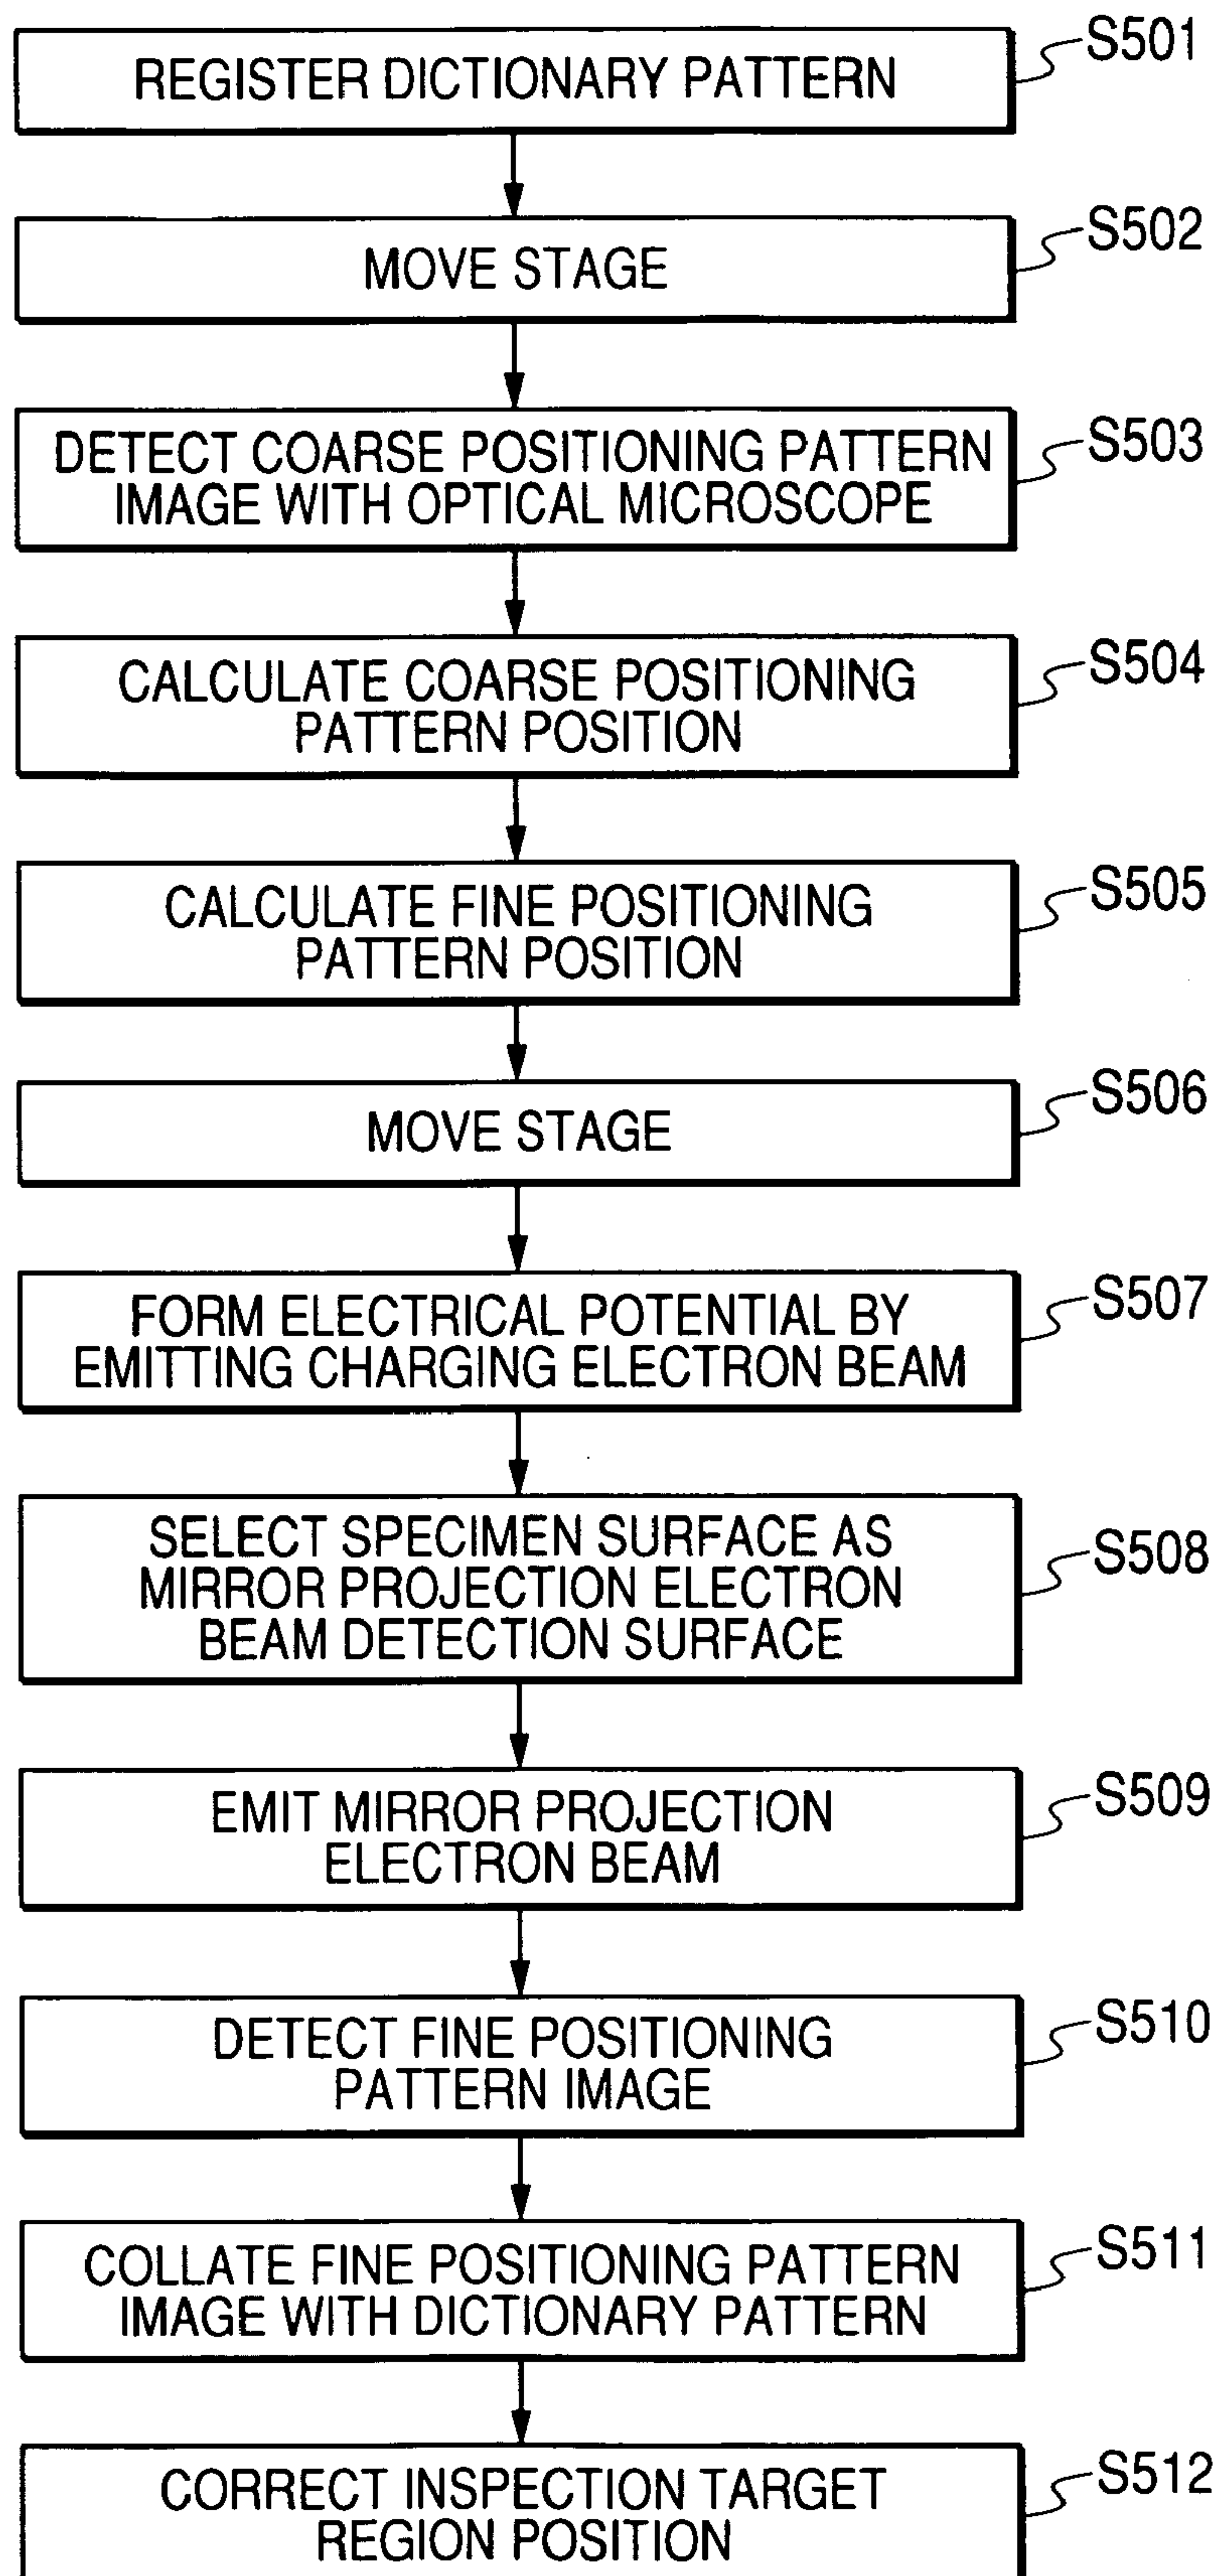 REGISTER DICTIONARY PATTERN
S501
MOVE STAGE
S502
DETECT COARSE POSITIONING PATTERN
IMAGE WITH OPTICAL MICROSCOPE
S503
CALCULATE COARSE POSITIONING
PATTERN POSITION
S504
CALCULATE FINE POSITIONING
PATTERN POSITION
S505
MOVE STAGE
S506
FORM ELECTRICAL POTENTIAL BY
EMITTING CHARGING ELECTRON BEAM
S507
SELECT SPECIMEN SURFACE AS
MIRROR PROJECTION ELECTRON
BEAM DETECTION SURFACE
S508
EMIT MIRROR PROJECTION
ELECTRON BEAM
S509
DETECT FINE POSITIONING
PATTERN IMAGE
S510
COLLATE FINE POSITIONING PATTERN
IMAGE WITH DICTIONARY PATTERN
S511
CORRECT INSPECTION TARGET
REGION POSITION
S512